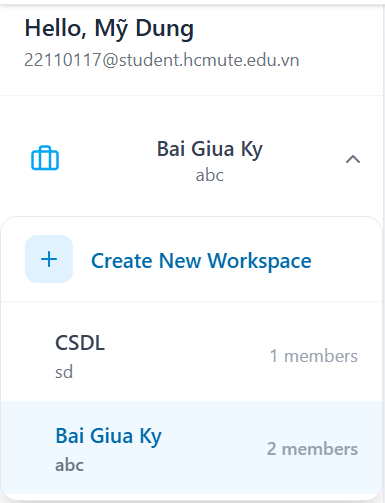 Hello, Mỹ Dung
22110117@student.hcmute.edu.vn
Bai Giua Ky
abc
Create New Workspace
CSDL
1 members
sd
Bai Giua Ky
2 members
abc